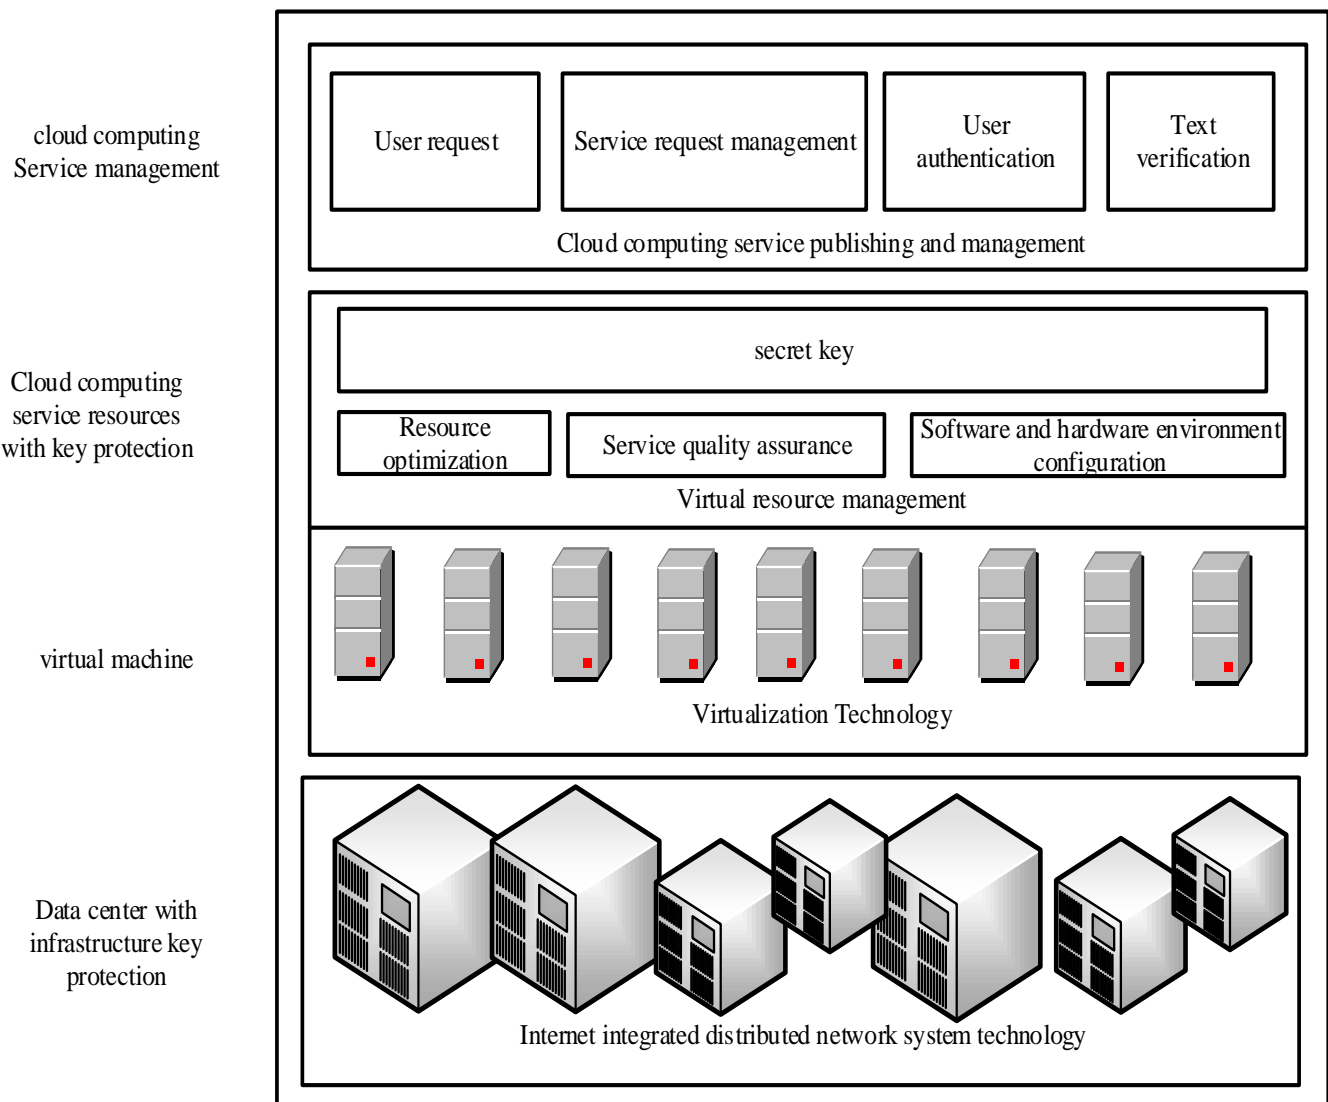 cloud computing
Service management
User request
Service request management
User
authentication
Text
verification
Cloud computing service publishing and management
Cloud computing
service resources
with key protection
secret key
Resource
optimization
Service quality assurance
Software and hardware environment
configuration
Virtual resource management
virtual machine
Virtualization Technology
Data center with
infrastructure key
protection
Internet integrated distributed network system technology